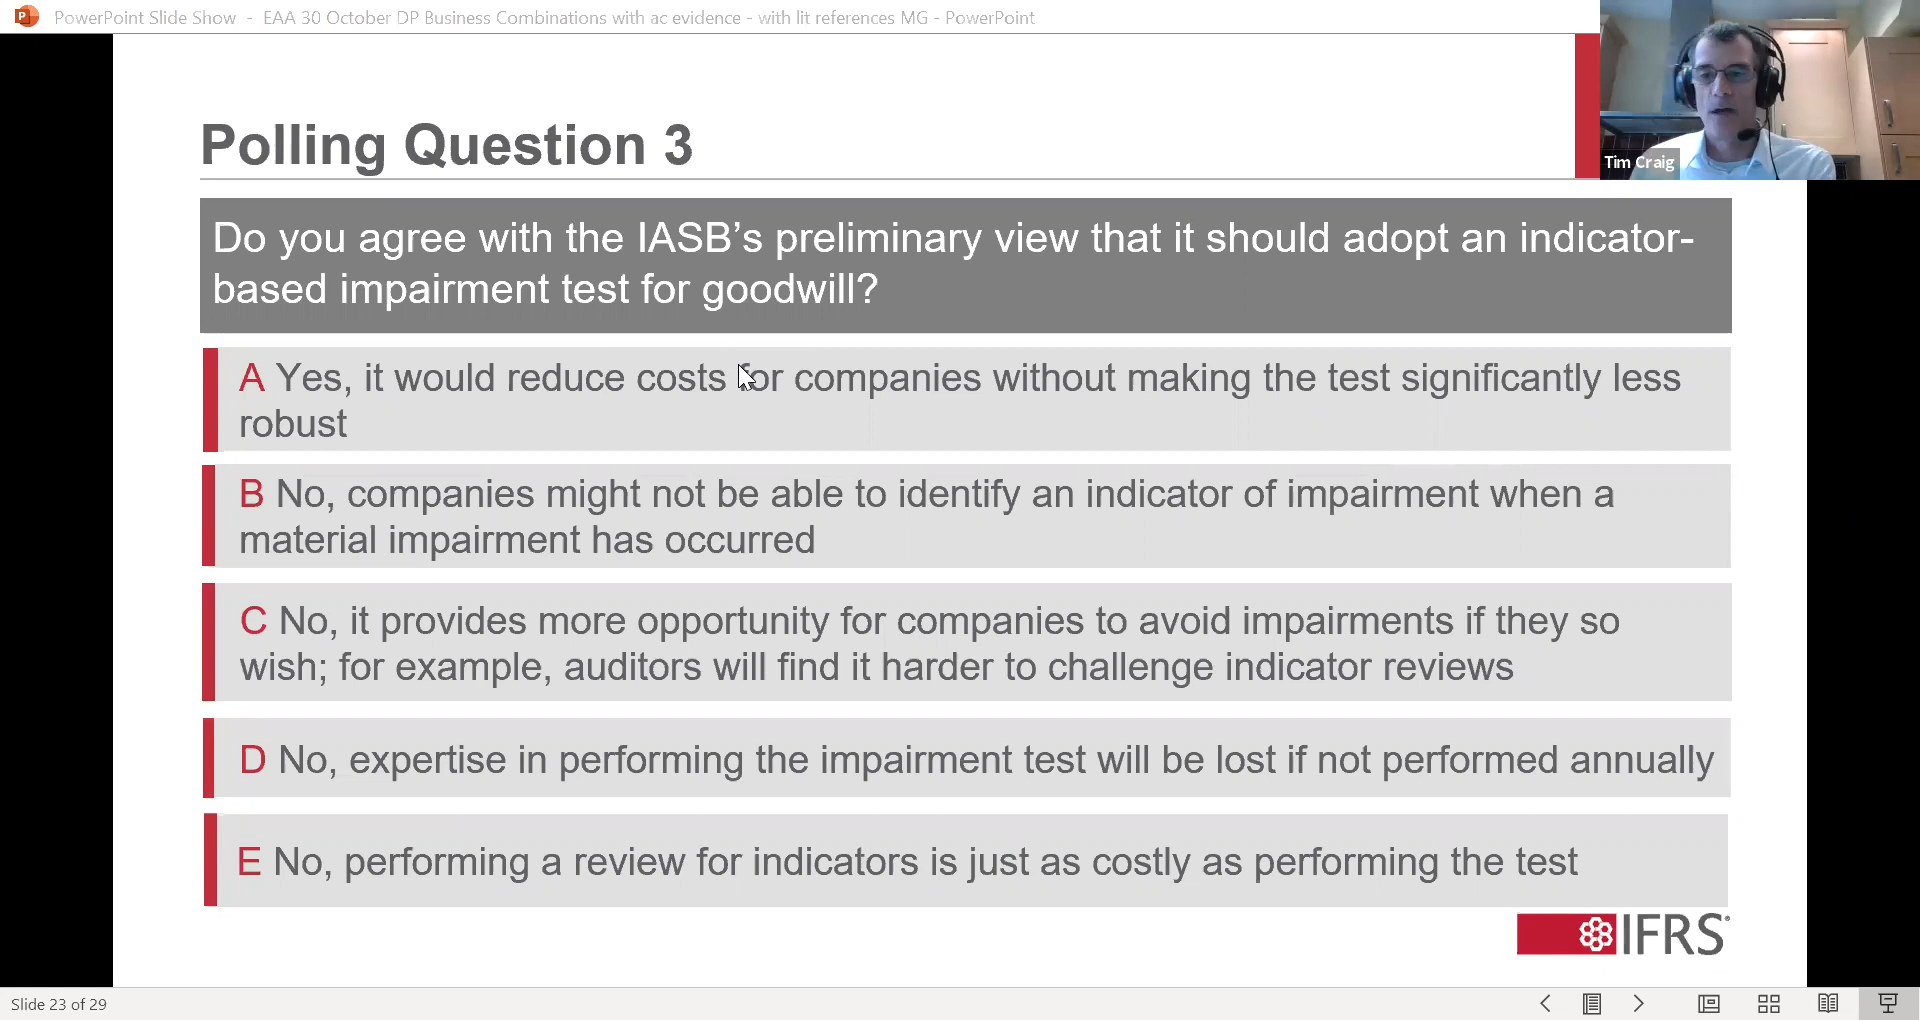 PowerPoint Slide Show - EAA 30 October DP Business Combinations with ac evidence - with lit references MG - PowerPoint
Tim Craig
Polling Question 3
Do you agree with the IASB’s preliminary view that it should adopt an indicator-
based impairment test for goodwill?
A Yes, it would reduce costs for companies without making the test significantly less
robust
B No, companies might not be able to identify an indicator of impairment when a
material impairment has occurred
C No, it provides more opportunity for companies to avoid impairments if they so
wish; for example, auditors will find it harder to challenge indicator reviews
D No, expertise in performing the impairment test will be lost if not performed annually
E No, performing a review for indicators is just as costly as performing the test
IFRS®
Slide 23 of 29